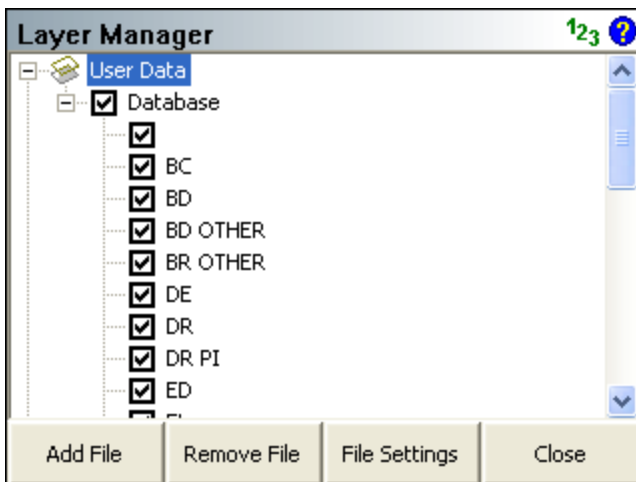 Layer Manager 123 ?
User Data
Database
BC
BD
BD OTHER
BR OTHER
DE
DR
DR PI
ED
Add File Remove File File Settings Close